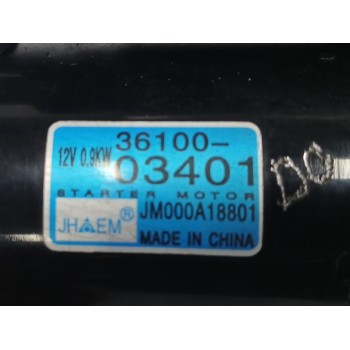 36100-
12V 0.9KW 03401
STARTER MOTOR
JHAEM® JM000A18801
MADE IN CHINA